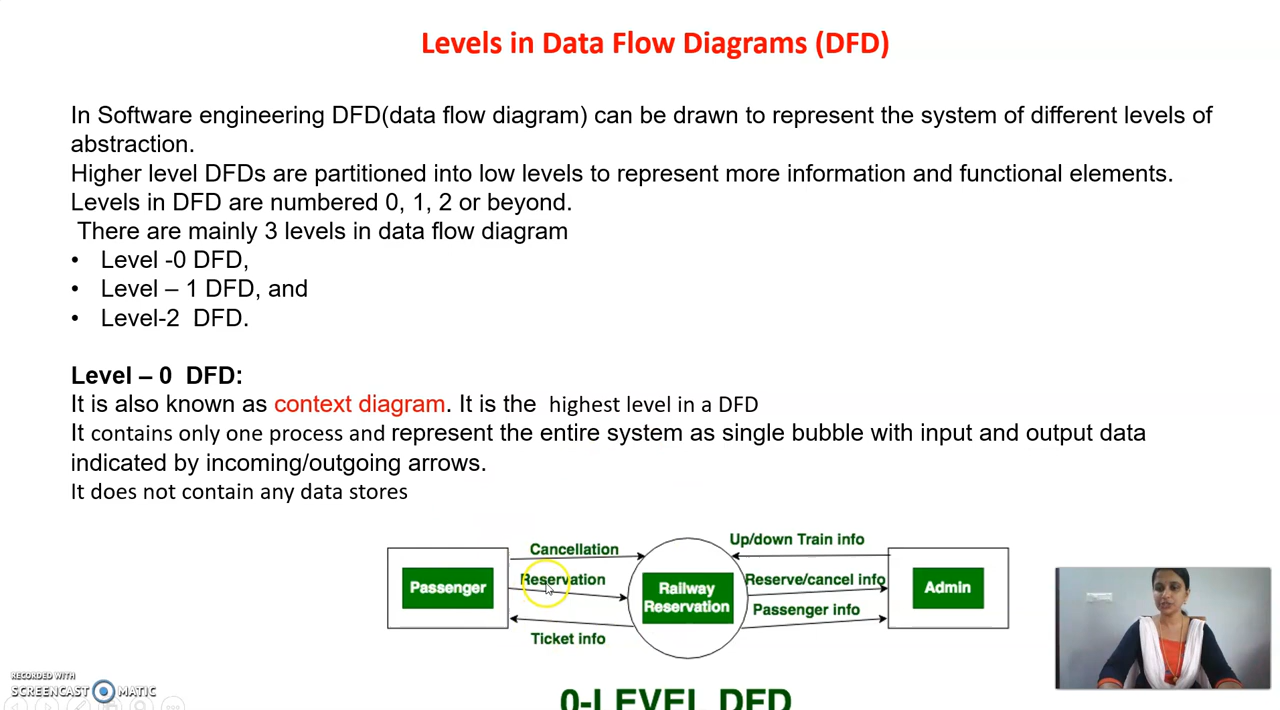 Levels in Data Flow Diagrams (DFD)
In Software engineering DFD(data flow diagram) can be drawn to represent the system of different levels of
abstraction.
Higher level DFDs are partitioned into low levels to represent more information and functional elements.
Levels in DFD are numbered 0, 1, 2 or beyond.
There are mainly 3 levels in data flow diagram
• Level -0 DFD,
• Level – 1 DFD, and
• Level-2 DFD.
Level – 0 DFD:
It is also known as context diagram. It is the highest level in a DFD
It contains only one process and represent the entire system as single bubble with input and output data
indicated by incoming/outgoing arrows.
It does not contain any data stores
Passenger
Cancellation
Reservation
Ticket info
Railway
Reservation
Up/down Train info
Reserve/cancel info
Passenger info
Admin
0-LEVEL DFD
RECORDED WITH
SCREENCAST MATIC